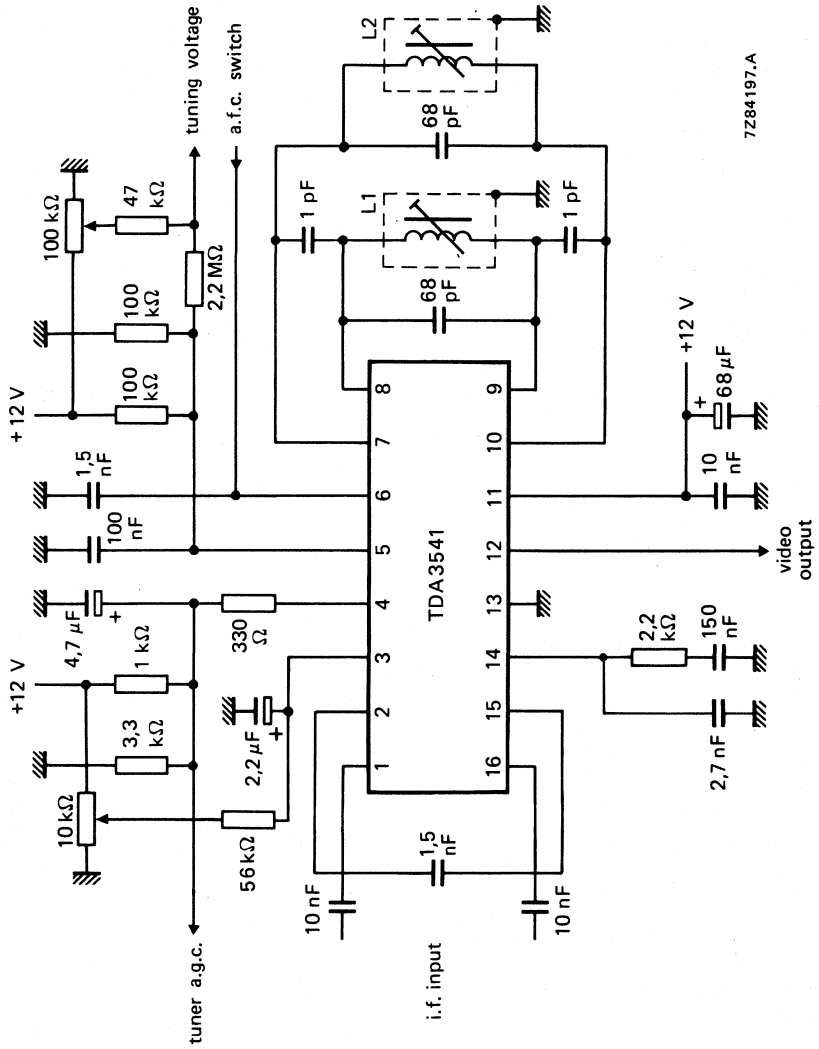 tuner a.g.c.
10 kΩ
56 kΩ
+12 V
3,3
kΩ
1 kΩ
4,7 μF
+
2,2 μF
+
330
Ω
100
nF
1,5
nF
+12 V
100
kΩ
100
kΩ
100 kΩ
47
kΩ
2,2 MΩ
tuning voltage
a.f.c. switch
i.f. input
10 nF
10 nF
1,5
nF
1
2
3
4
5
6
7
8
TDA3541
16
15
14
13
12
11
10
9
68
pF
1 pF
L1
1 pF
68
pF
L2
2,7 nF
2,2
kΩ
150
nF
video
output
10
nF
+
68 μF
+12 V
7Z84197.A